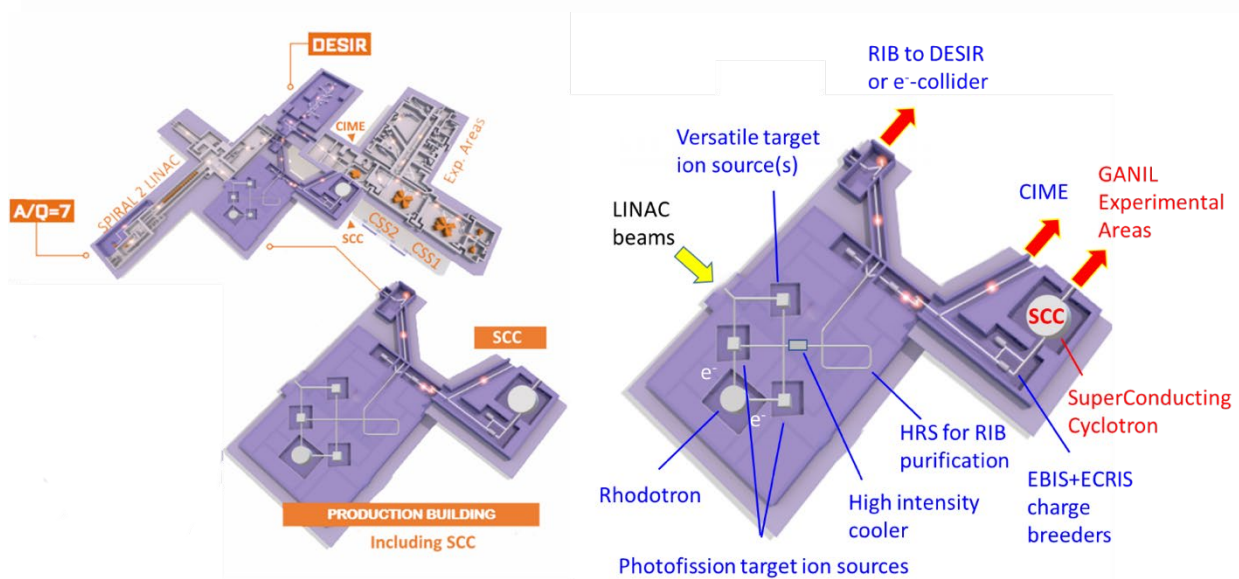 DESIR
CIME
Exp. Areas
SPIRAL 2 LINAC
A/Q=7
CSS2
CSS1
SCC
SCC
PRODUCTION BUILDING
Including SCC
RIB to DESIR
or e⁻-collider
Versatile target
ion source(s)
CIME
GANIL
Experimental
Areas
LINAC
beams
SCC
e⁻
e⁻
SuperConducting
Cyclotron
HRS for RIB
purification
Rhodotron
High intensity
cooler
EBIS+ECRIS
charge
breeders
Photofission target ion sources